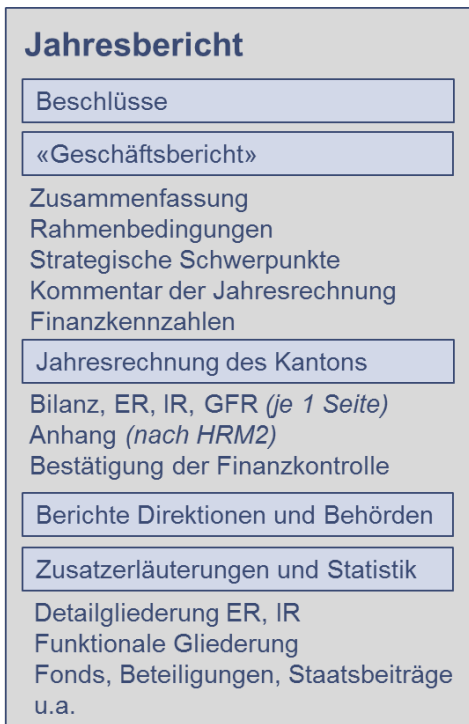 Jahresbericht
Beschlüsse
«Geschäftsbericht»
Zusammenfassung
Rahmenbedingungen
Strategische Schwerpunkte
Kommentar der Jahresrechnung
Finanzkennzahlen
Jahresrechnung des Kantons
Bilanz, ER, IR, GFR (je 1 Seite)
Anhang (nach HRM2)
Bestätigung der Finanzkontrolle
Berichte Direktionen und Behörden
Zusatzerläuterungen und Statistik
Detailgliederung ER, IR
Funktionale Gliederung
Fonds, Beteiligungen, Staatsbeiträge
u.a.